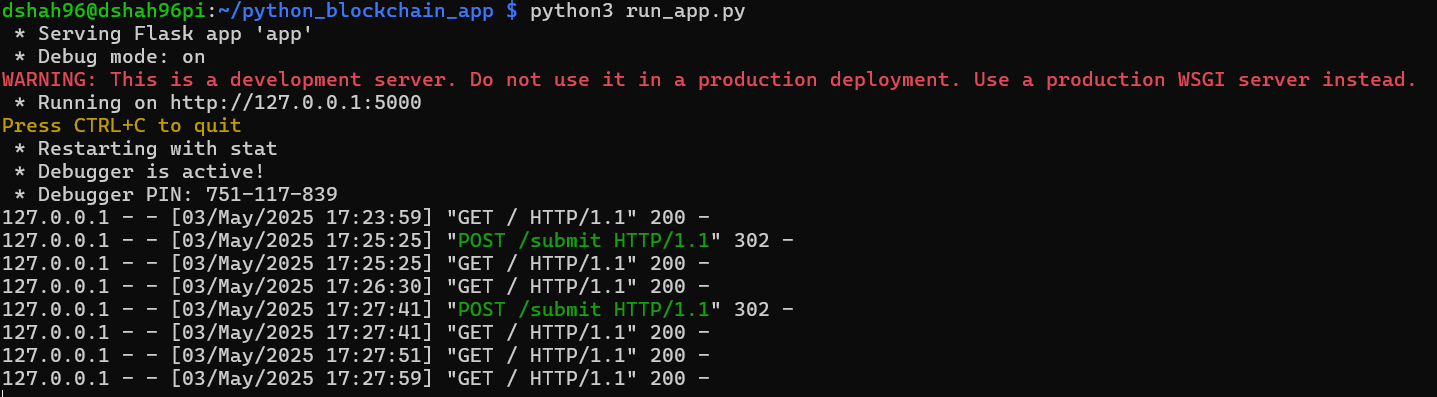 dshah96@dshah96pi:~/python_blockchain_app $ python3 run_app.py
 * Serving Flask app 'app'
 * Debug mode: on
WARNING: This is a development server. Do not use it in a production deployment. Use a production WSGI server instead.
 * Running on http://127.0.0.1:5000
Press CTRL+C to quit
 * Restarting with stat
 * Debugger is active!
 * Debugger PIN: 751-117-839
127.0.0.1 - - [03/May/2025 17:23:59] "GET / HTTP/1.1" 200 -
127.0.0.1 - - [03/May/2025 17:25:25] "POST /submit HTTP/1.1" 302 -
127.0.0.1 - - [03/May/2025 17:25:25] "GET / HTTP/1.1" 200 -
127.0.0.1 - - [03/May/2025 17:26:30] "GET / HTTP/1.1" 200 -
127.0.0.1 - - [03/May/2025 17:27:41] "POST /submit HTTP/1.1" 302 -
127.0.0.1 - - [03/May/2025 17:27:41] "GET / HTTP/1.1" 200 -
127.0.0.1 - - [03/May/2025 17:27:51] "GET / HTTP/1.1" 200 -
127.0.0.1 - - [03/May/2025 17:27:59] "GET / HTTP/1.1" 200 -